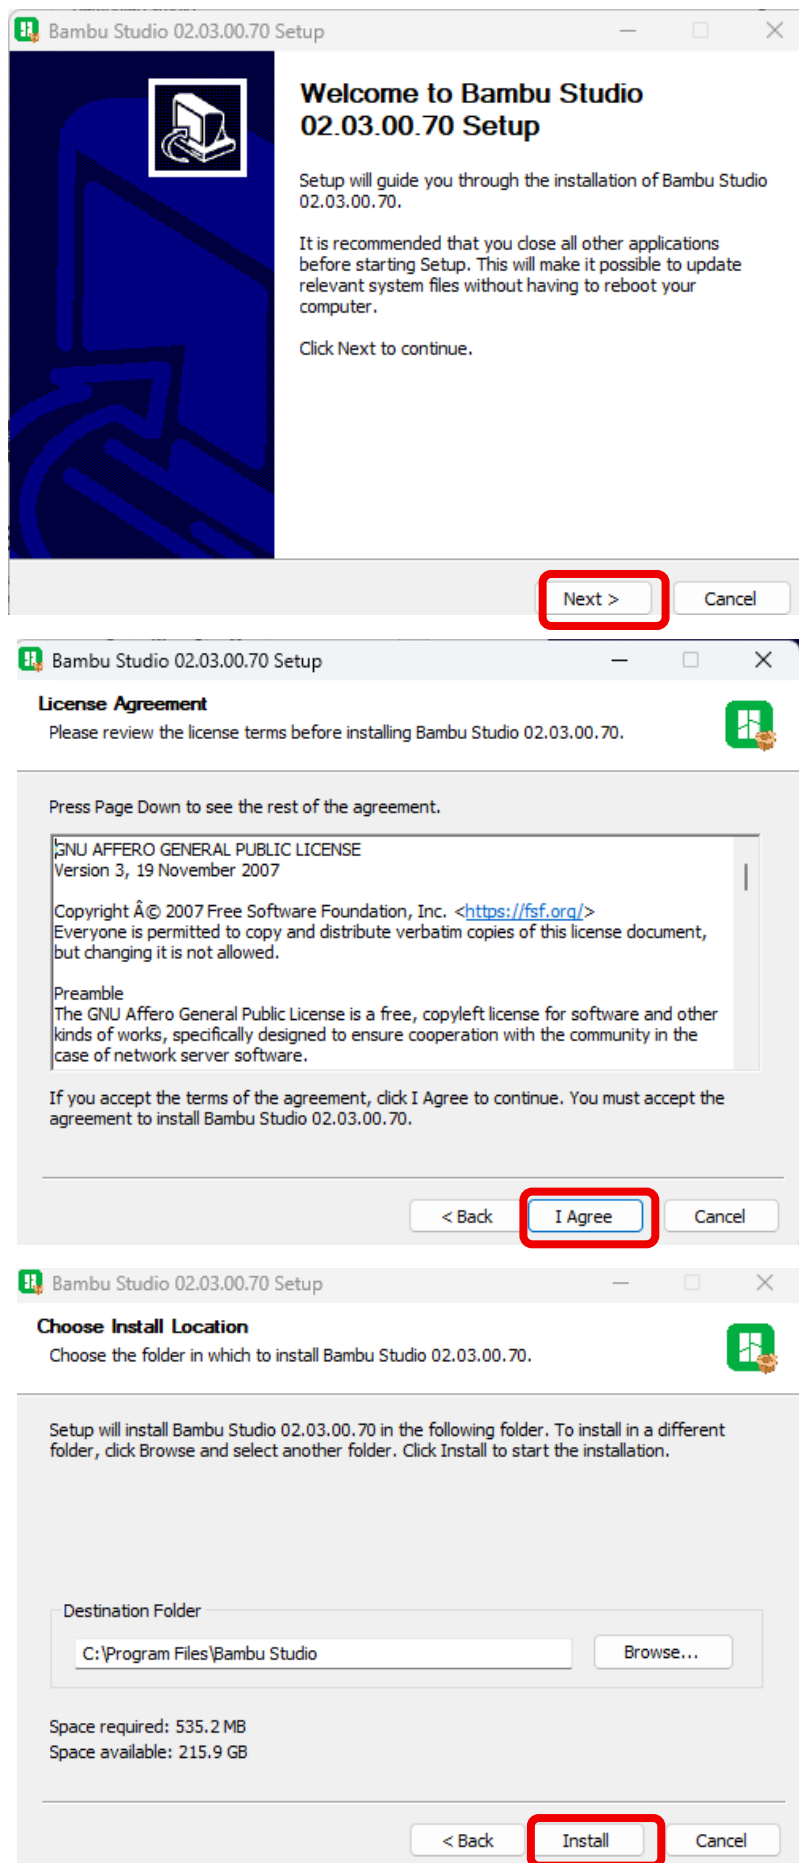 Bambu Studio 02.03.00.70 Setup
Welcome to Bambu Studio
02.03.00.70 Setup
Setup will guide you through the installation of Bambu Studio
02.03.00.70.
It is recommended that you close all other applications
before starting Setup. This will make it possible to update
relevant system files without having to reboot your
computer.
Click Next to continue.
Next >
Cancel
Bambu Studio 02.03.00.70 Setup
License Agreement
Please review the license terms before installing Bambu Studio 02.03.00.70.
Press Page Down to see the rest of the agreement.
GNU AFFERO GENERAL PUBLIC LICENSE
Version 3, 19 November 2007
Copyright Â© 2007 Free Software Foundation, Inc. <https://fsf.org/>
Everyone is permitted to copy and distribute verbatim copies of this license document,
but changing it is not allowed.
Preamble
The GNU Affero General Public License is a free, copyleft license for software and other
kinds of works, specifically designed to ensure cooperation with the community in the
case of network server software.
If you accept the terms of the agreement, click I Agree to continue. You must accept the
agreement to install Bambu Studio 02.03.00.70.
< Back
I Agree
Cancel
Bambu Studio 02.03.00.70 Setup
Choose Install Location
Choose the folder in which to install Bambu Studio 02.03.00.70.
Setup will install Bambu Studio 02.03.00.70 in the following folder. To install in a different
folder, click Browse and select another folder. Click Install to start the installation.
Destination Folder
C:\Program Files\Bambu Studio
Browse...
Space required: 535.2 MB
Space available: 215.9 GB
< Back
Install
Cancel